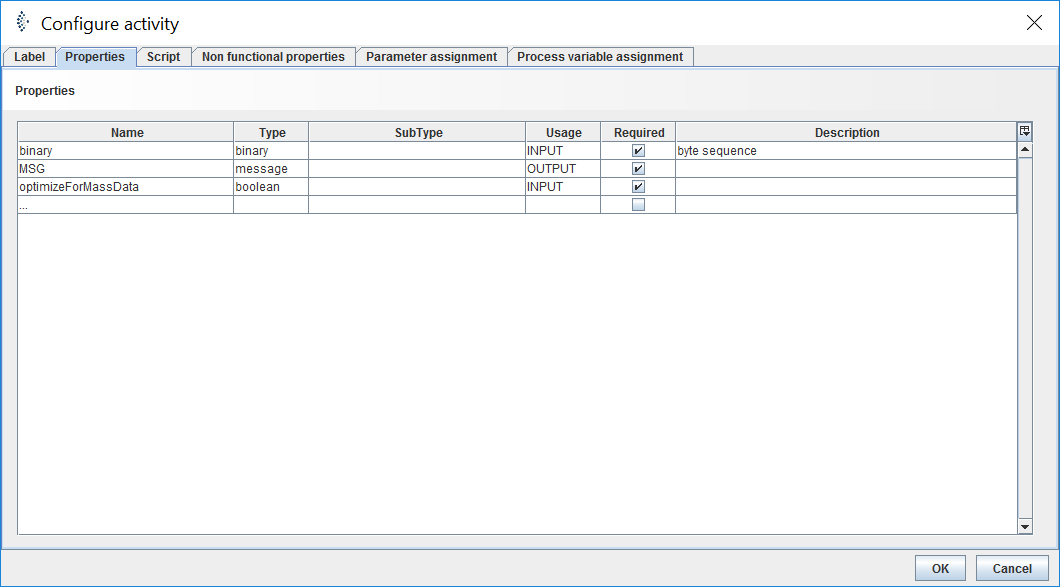 Configure activity
Label Properties Script Non functional properties Parameter assignment Process variable assignment
Properties
Name Type SubType Usage Required Description
binary binary INPUT byte sequence
MSG message OUTPUT
optimizeForMassData boolean INPUT
...
OK Cancel